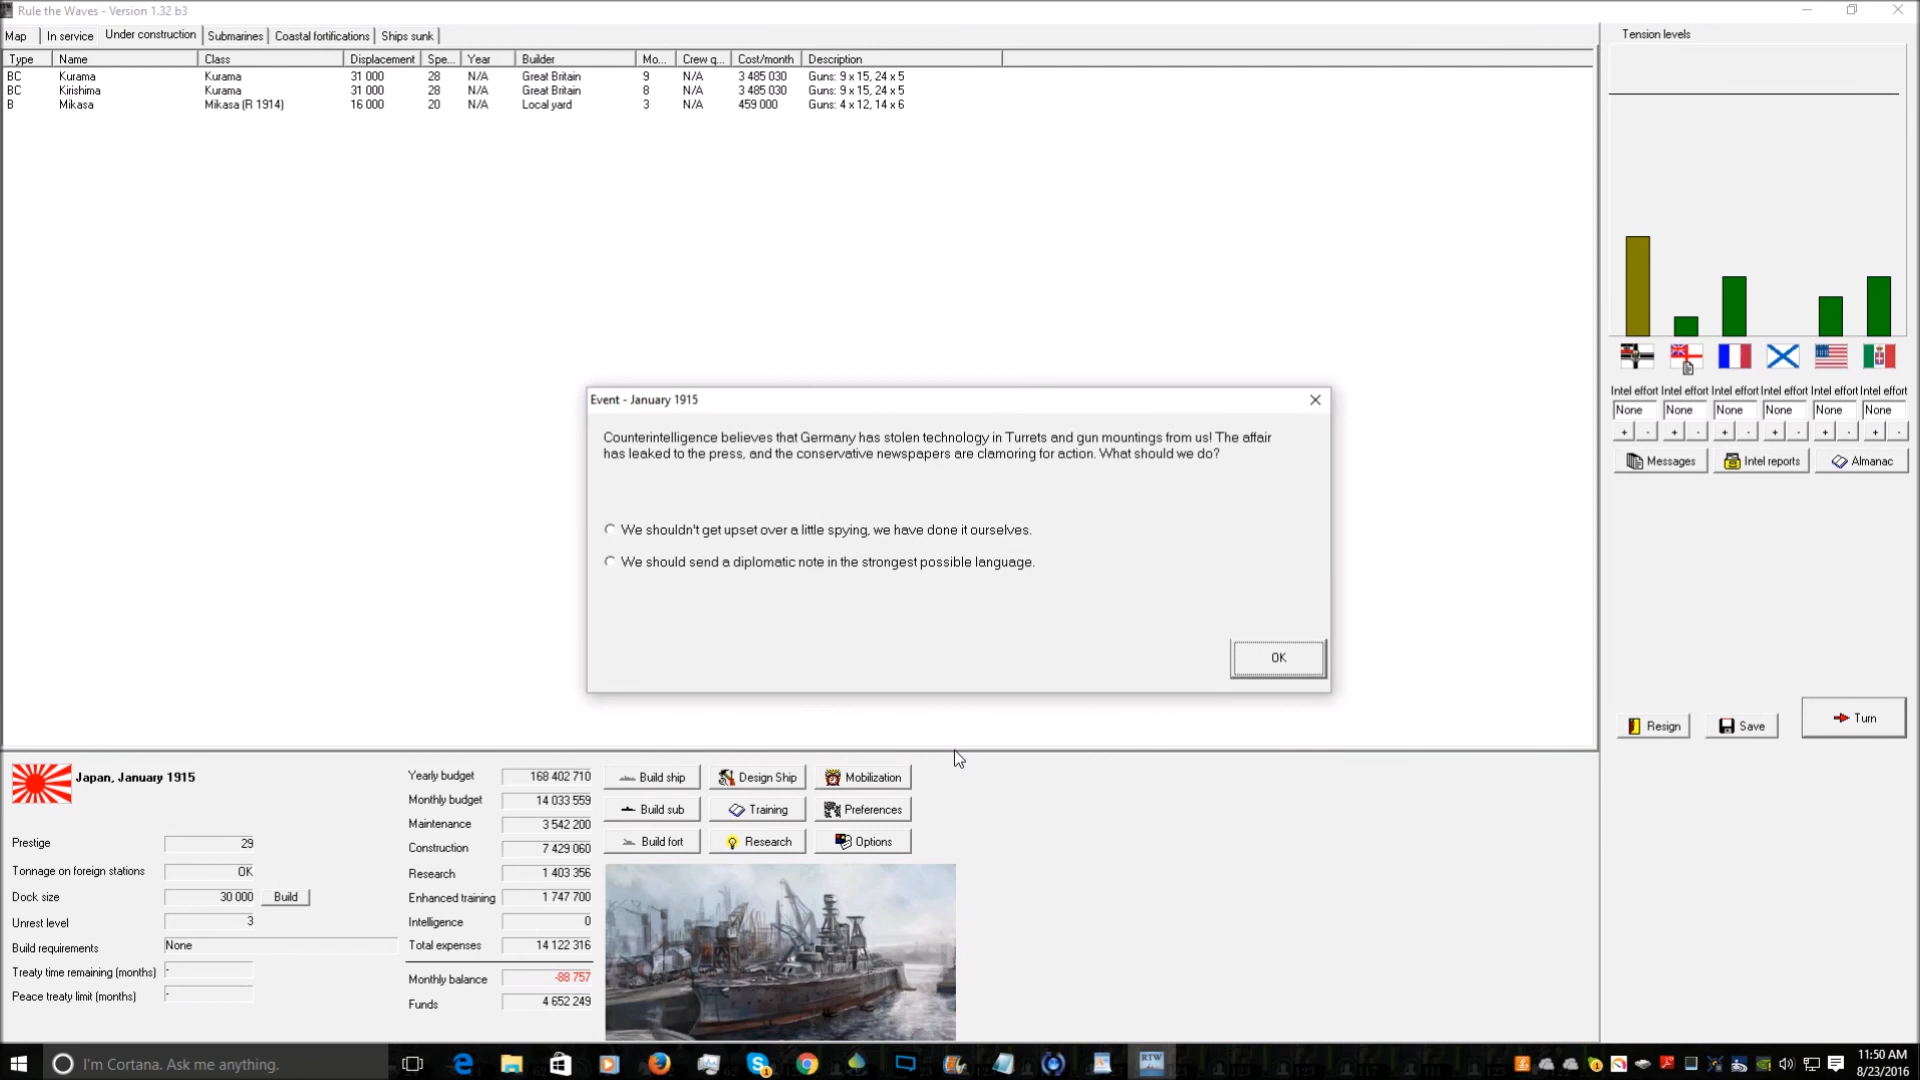 Rule the Waves - Version 1.32 b3
Map In service Under construction Submarines Coastal fortifications Ships sunk
Type Name Class Displacement Spe... Year Builder Mo... Crew q... Cost/month Description
BC Kurama Kurama 31 000 28 N/A Great Britain 9 N/A 3 485 030 Guns: 9 x 15, 24 x 5
BC Kirishima Kurama 31 000 28 N/A Great Britain 8 N/A 3 485 030 Guns: 9 x 15, 24 x 5
B Mikasa Mikasa (R 1914) 16 000 20 N/A Local yard 3 N/A 459 000 Guns: 4 x 12, 14 x 6
Tension levels
Intel effort Intel effort Intel effort Intel effort Intel effort Intel effort
None None None None None None
+ - + - + - + - + - + -
Messages Intel reports Almanac
Event - January 1915
Counterintelligence believes that Germany has stolen technology in Turrets and gun mountings from us! The affair
has leaked to the press, and the conservative newspapers are clamoring for action. What should we do?
We shouldn't get upset over a little spying, we have done it ourselves.
We should send a diplomatic note in the strongest possible language.
OK
Resign Save Turn
Japan, January 1915
Prestige 29
Tonnage on foreign stations OK
Dock size 30 000 Build
Unrest level 3
Build requirements None
Treaty time remaining (months) -
Peace treaty limit (months) -
Yearly budget 168 402 710
Monthly budget 14 033 559
Maintenance 3 542 200
Construction 7 429 060
Research 1 403 356
Enhanced training 1 747 700
Intelligence 0
Total expenses 14 122 316
Monthly balance -88 757
Funds 4 652 249
Build ship Design Ship Mobilization
Build sub Training Preferences
Build fort Research Options
I'm Cortana. Ask me anything.
RTW
11:50 AM
8/23/2016